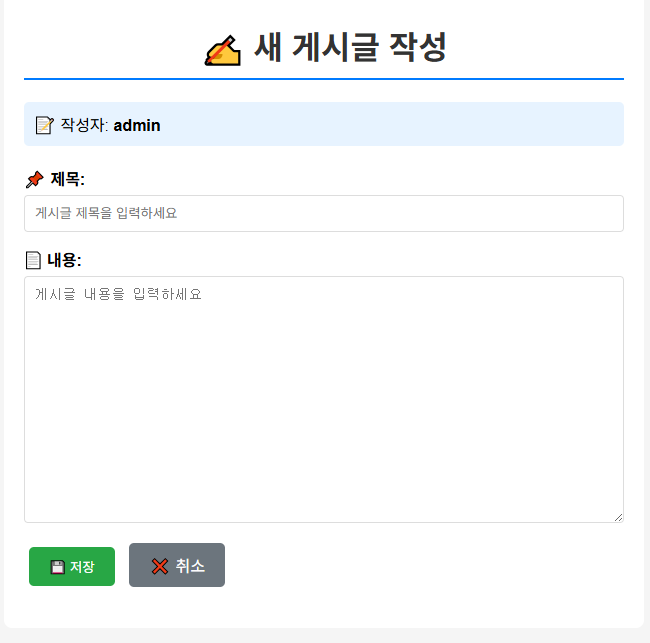 ✍️ 새 게시글 작성
📝 작성자: admin
📌 제목:
게시글 제목을 입력하세요
📄 내용:
게시글 내용을 입력하세요
💾 저장 ❌ 취소